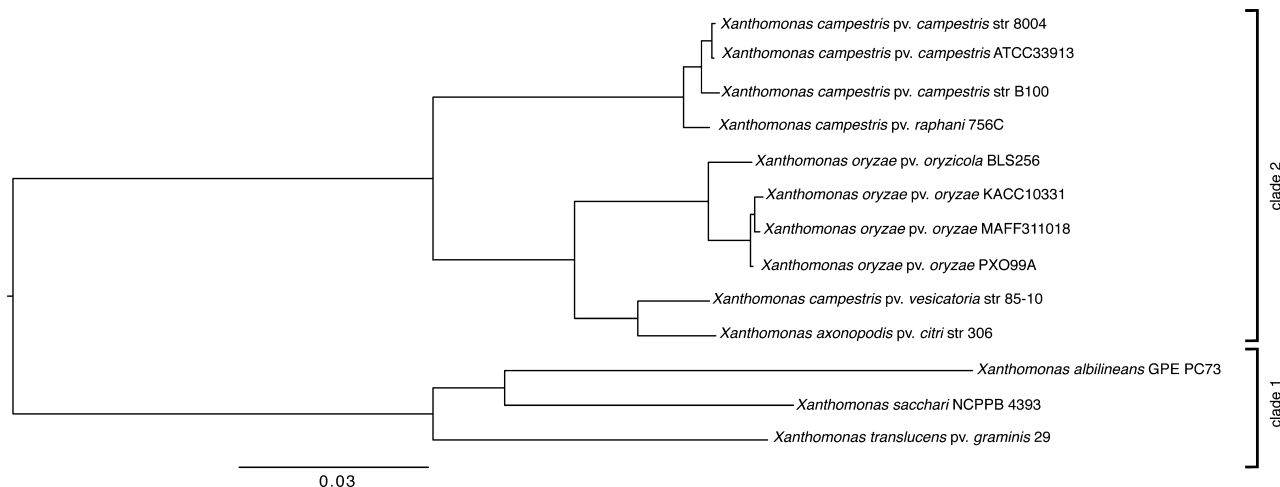 Xanthomonas campestris pv. campestris str 8004
Xanthomonas campestris pv. campestris ATCC33913
Xanthomonas campestris pv. campestris str B100
Xanthomonas campestris pv. raphani 756C
Xanthomonas oryzae pv. oryzicola BLS256
Xanthomonas oryzae pv. oryzae KACC10331
Xanthomonas oryzae pv. oryzae MAFF311018
Xanthomonas oryzae pv. oryzae PXO99A
Xanthomonas campestris pv. vesicatoria str 85-10
Xanthomonas axonopodis pv. citri str 306
clade 2
Xanthomonas albilineans GPE PC73
Xanthomonas sacchari NCPPB 4393
Xanthomonas translucens pv. graminis 29
clade 1
0.03